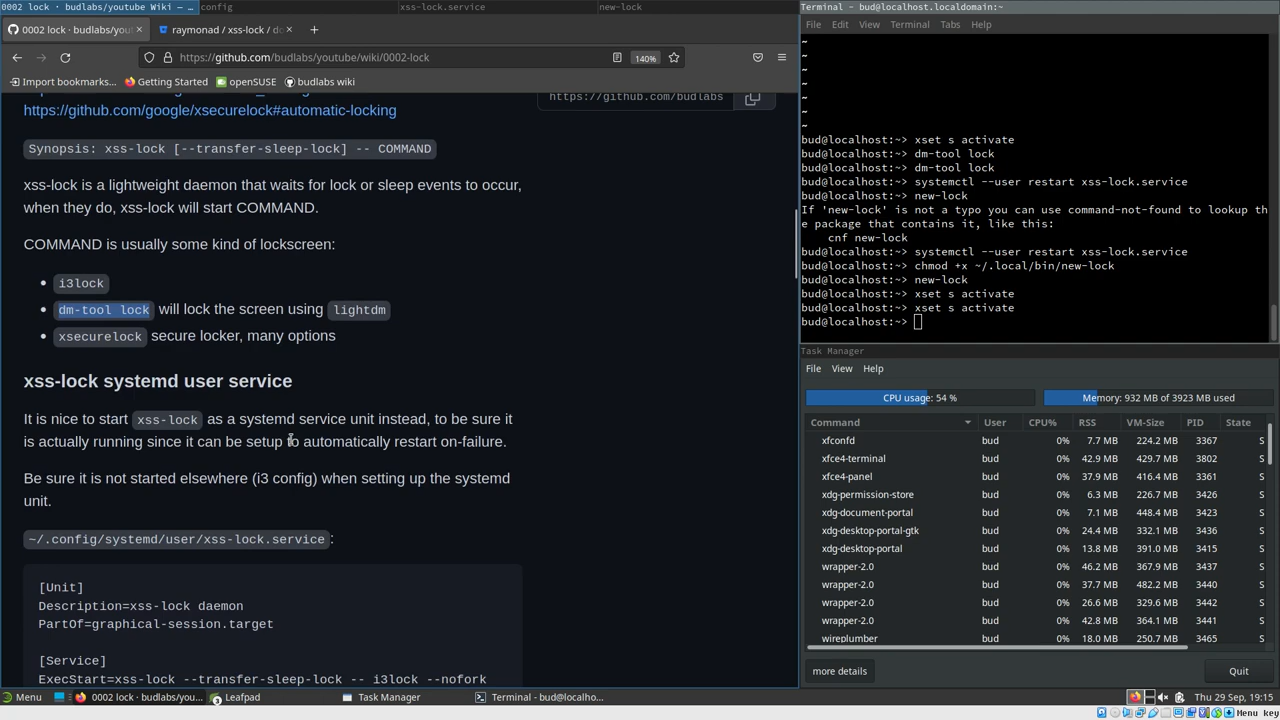 0002 lock · budlabs/youtube Wiki — ...
config
xss-lock.service
new-lock
0002 lock · budlabs/yout
raymonad / xss-lock / do
https://github.com/budlabs/youtube/wiki/0002-lock
140%
Import bookmark...
Getting Started
openSUSE
budlabs wiki
https://github.com/google/xsecurelock#automatic-locking
https://github.com/budlabs
Synopsis: xss-lock [--transfer-sleep-lock] -- COMMAND
xss-lock is a lightweight daemon that waits for lock or sleep events to occur,
when they do, xss-lock will start COMMAND.
COMMAND is usually some kind of lockscreen:
i3lock
dm-tool lock will lock the screen using lightdm
xsecurelock secure locker, many options
xss-lock systemd user service
It is nice to start xss-lock as a systemd service unit instead, to be sure it
is actually running since it can be setup to automatically restart on-failure.
Be sure it is not started elsewhere (i3 config) when setting up the systemd
unit.
~/.config/systemd/user/xss-lock.service:
[Unit]
Description=xss-lock daemon
PartOf=graphical-session.target
[Service]
ExecStart=xss-lock --transfer-sleep-lock -- i3lock --nofork
Terminal - bud@localhost.localdomain:
File Edit View Terminal Tabs Help
~
~
~
~
~
~
~
bud@localhost:~> xset s activate
bud@localhost:~> dm-tool lock
bud@localhost:~> dm-tool lock
bud@localhost:~> systemctl --user restart xss-lock.service
bud@localhost:~> new-lock
If 'new-lock' is not a typo you can use command-not-found to lookup th
e package that contains it, like this:
cnf new-lock
bud@localhost:~> systemctl --user restart xss-lock.service
bud@localhost:~> chmod +x ~/.local/bin/new-lock
bud@localhost:~> new-lock
bud@localhost:~> xset s activate
bud@localhost:~> xset s activate
bud@localhost:~>
Task Manager
File View Help
CPU usage: 54 %
Memory: 932 MB of 3923 MB used
Command User CPU% RSS VM-Size PID State
xfconfd bud 0% 7.7 MB 224.2 MB 3367 S
xfce4-terminal bud 0% 42.9 MB 429.7 MB 3802 S
xfce4-panel bud 0% 37.9 MB 416.4 MB 3361 S
xdg-permission-store bud 0% 6.3 MB 226.7 MB 3426 S
xdg-document-portal bud 0% 7.1 MB 448.4 MB 3423 S
xdg-desktop-portal-gtk bud 0% 24.4 MB 332.1 MB 3436 S
xdg-desktop-portal bud 0% 13.8 MB 391.0 MB 3415 S
wrapper-2.0 bud 0% 46.2 MB 367.9 MB 3437 S
wrapper-2.0 bud 0% 37.7 MB 482.2 MB 3440 S
wrapper-2.0 bud 0% 26.6 MB 329.6 MB 3442 S
wrapper-2.0 bud 0% 42.8 MB 364.1 MB 3441 S
wireplumber bud 0% 18.0 MB 250.7 MB 3465 S
more details
Quit
Menu
0002 lock · budlabs/you...
3
Leafpad
Task Manager
Terminal - bud@localho...
Thu 29 Sep, 19:15
Menu key